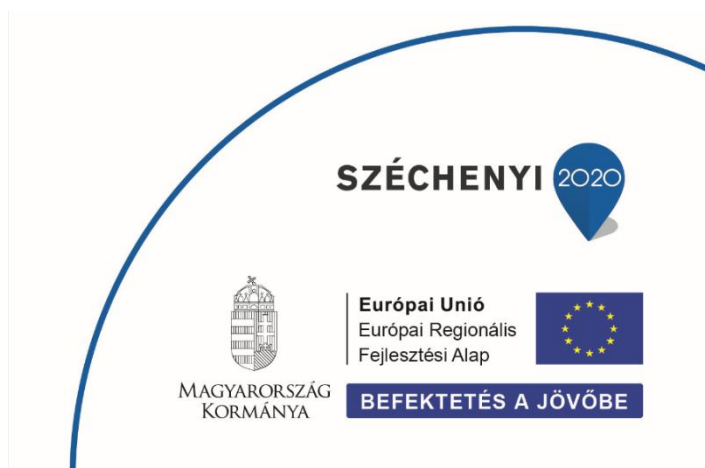 SZÉCHENYI 2020
Európai Unió
Európai Regionális
Fejlesztési Alap
MAGYARORSZÁG
KORMÁNYA
BEFEKTETÉS A JÖVŐBE